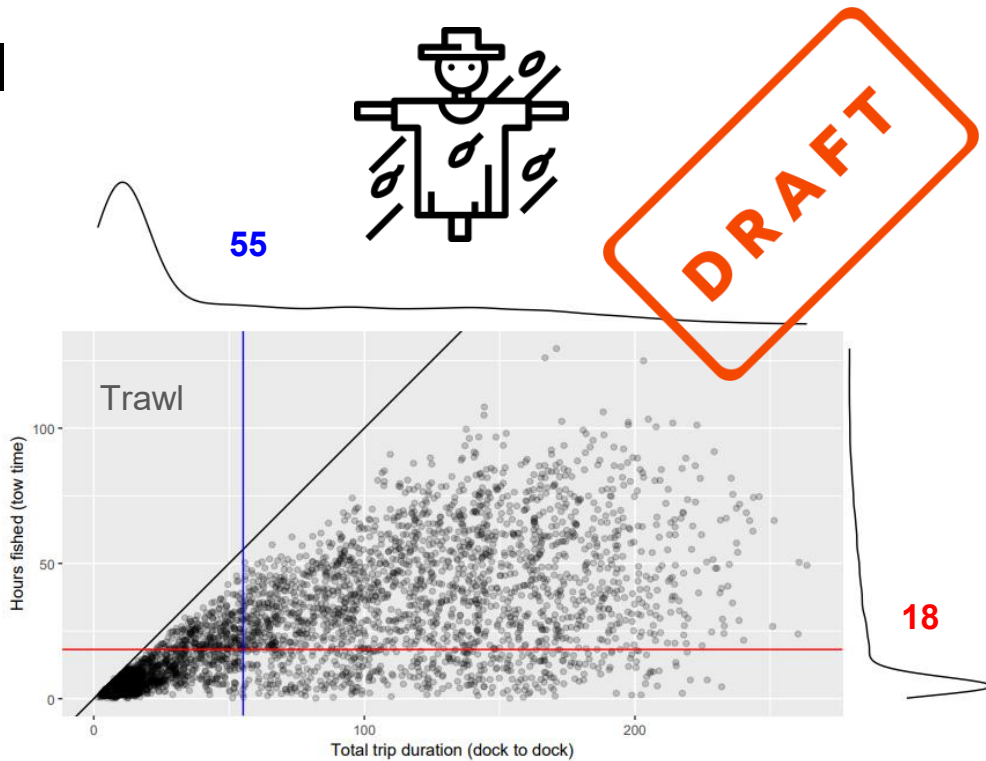 DRAFT
55
Trawl
Hours fished (tow time)
100
50
0
18
0
100
200
Total trip duration (dock to dock)